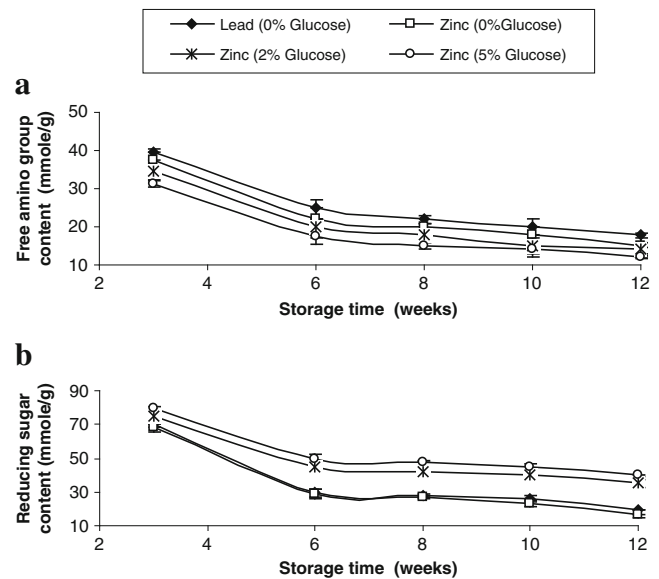 Lead (0% Glucose) Zinc (0%Glucose)
Zinc (2% Glucose) Zinc (5% Glucose)
a
Free amino group
content (mmole/g)
50
40
30
20
10
2 4 6 8 10 12
Storage time (weeks)
b
Reducing sugar
content (mmole/g)
90
70
50
30
10
2 4 6 8 10 12
Storage time (weeks)